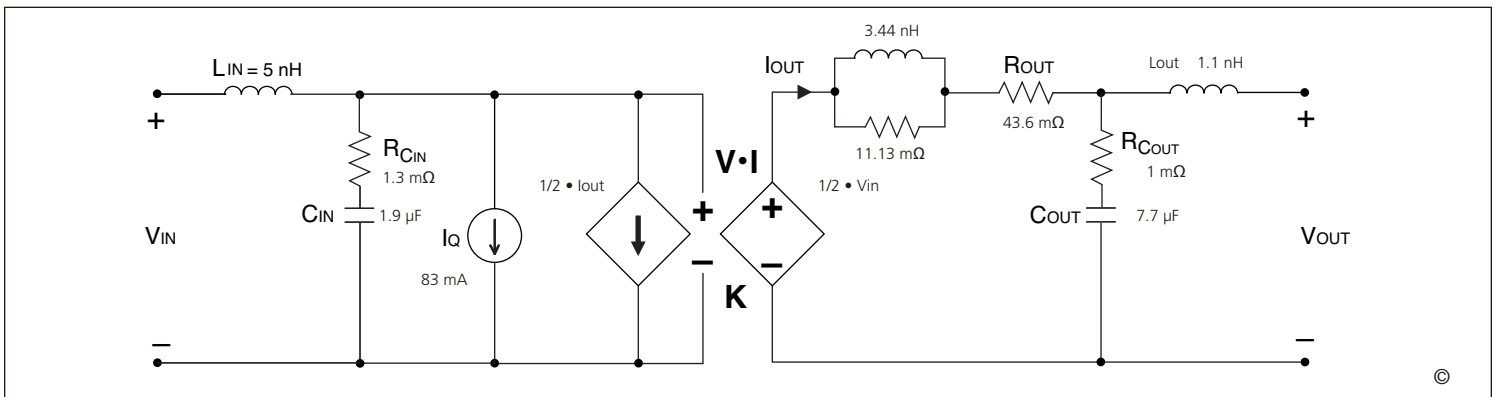 3.44 nH
LIN = 5 nH
IOUT
ROUT
Lout 1.1 nH
+
+
43.6 mΩ
11.13 mΩ
RCIN
1.3 mΩ
V•I
RCOUT
1 mΩ
1/2 • Iout
1/2 • Vin
CIN
1.9 µF
+
+
COUT
7.7 µF
VIN
IQ
VOUT
83 mA
–
–
K
–
–
©